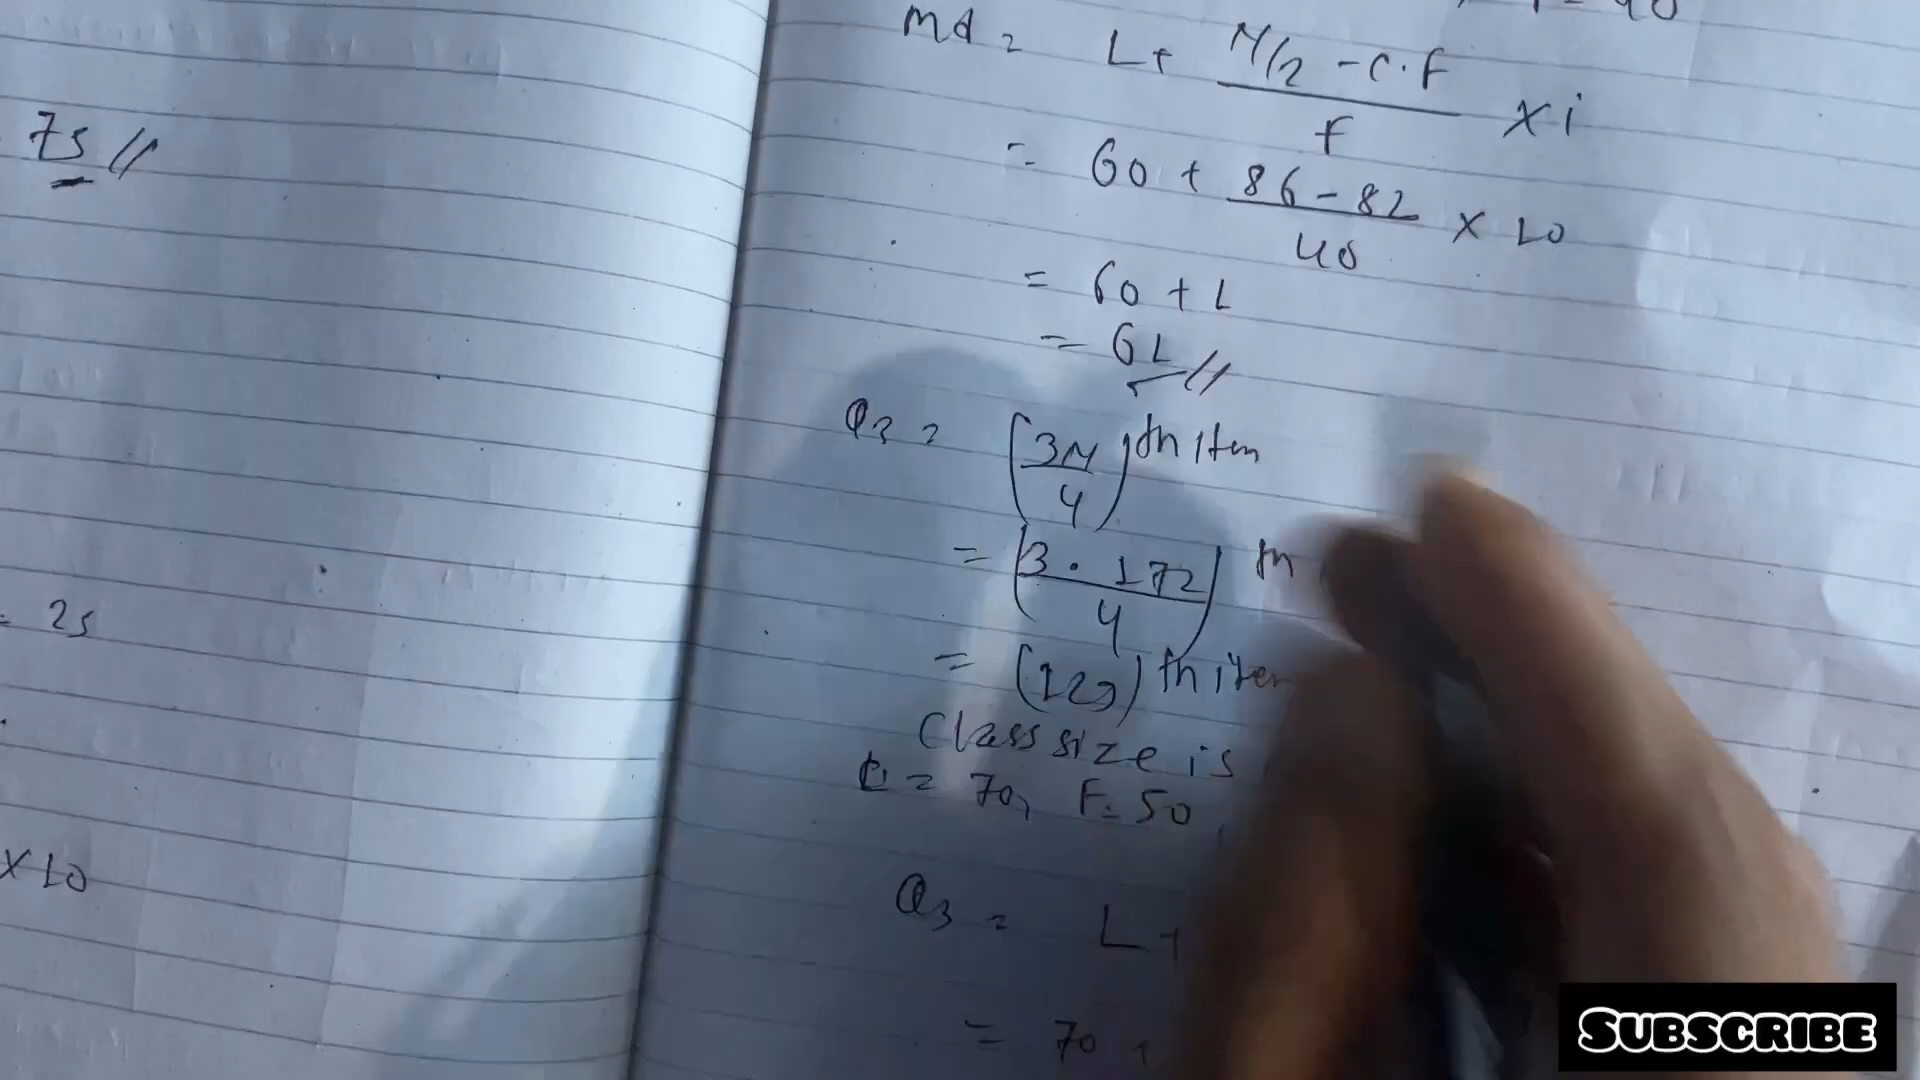 75 //
= 25
X 10
Md = L + N/2 - C.F / F X i
= 60 + 86 - 82 / 40 X 10
= 60 + 1
= 61 //
Q3 = (3N / 4) th item
= (3 . 172 / 4) th
= (129) th item
Class size is
L = 70, F = 50,
Q3 = L +
= 70 +
SUBSCRIBE